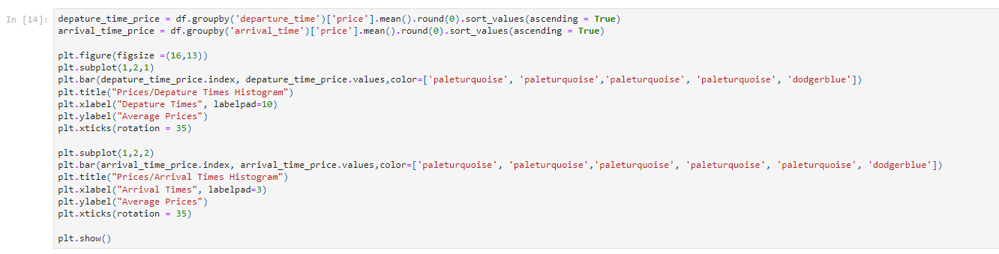 In [14]:
depature_time_price = df.groupby('departure_time')['price'].mean().round(0).sort_values(ascending = True)
arrival_time_price = df.groupby('arrival_time')['price'].mean().round(0).sort_values(ascending = True)
plt.figure(figsize =(16,13))
plt.subplot(1,2,1)
plt.bar(depature_time_price.index, depature_time_price.values,color=['paleturquoise', 'paleturquoise','paleturquoise', 'paleturquoise', 'dodgerblue'])
plt.title("Prices/Depature Times Histogram")
plt.xlabel("Depature Times", labelpad=10)
plt.ylabel("Average Prices")
plt.xticks(rotation = 35)
plt.subplot(1,2,2)
plt.bar(arrival_time_price.index, arrival_time_price.values,color=['paleturquoise', 'paleturquoise','paleturquoise', 'paleturquoise', 'paleturquoise', 'dodgerblue'])
plt.title("Prices/Arrival Times Histogram")
plt.xlabel("Arrival Times", labelpad=3)
plt.ylabel("Average Prices")
plt.xticks(rotation = 35)
plt.show()